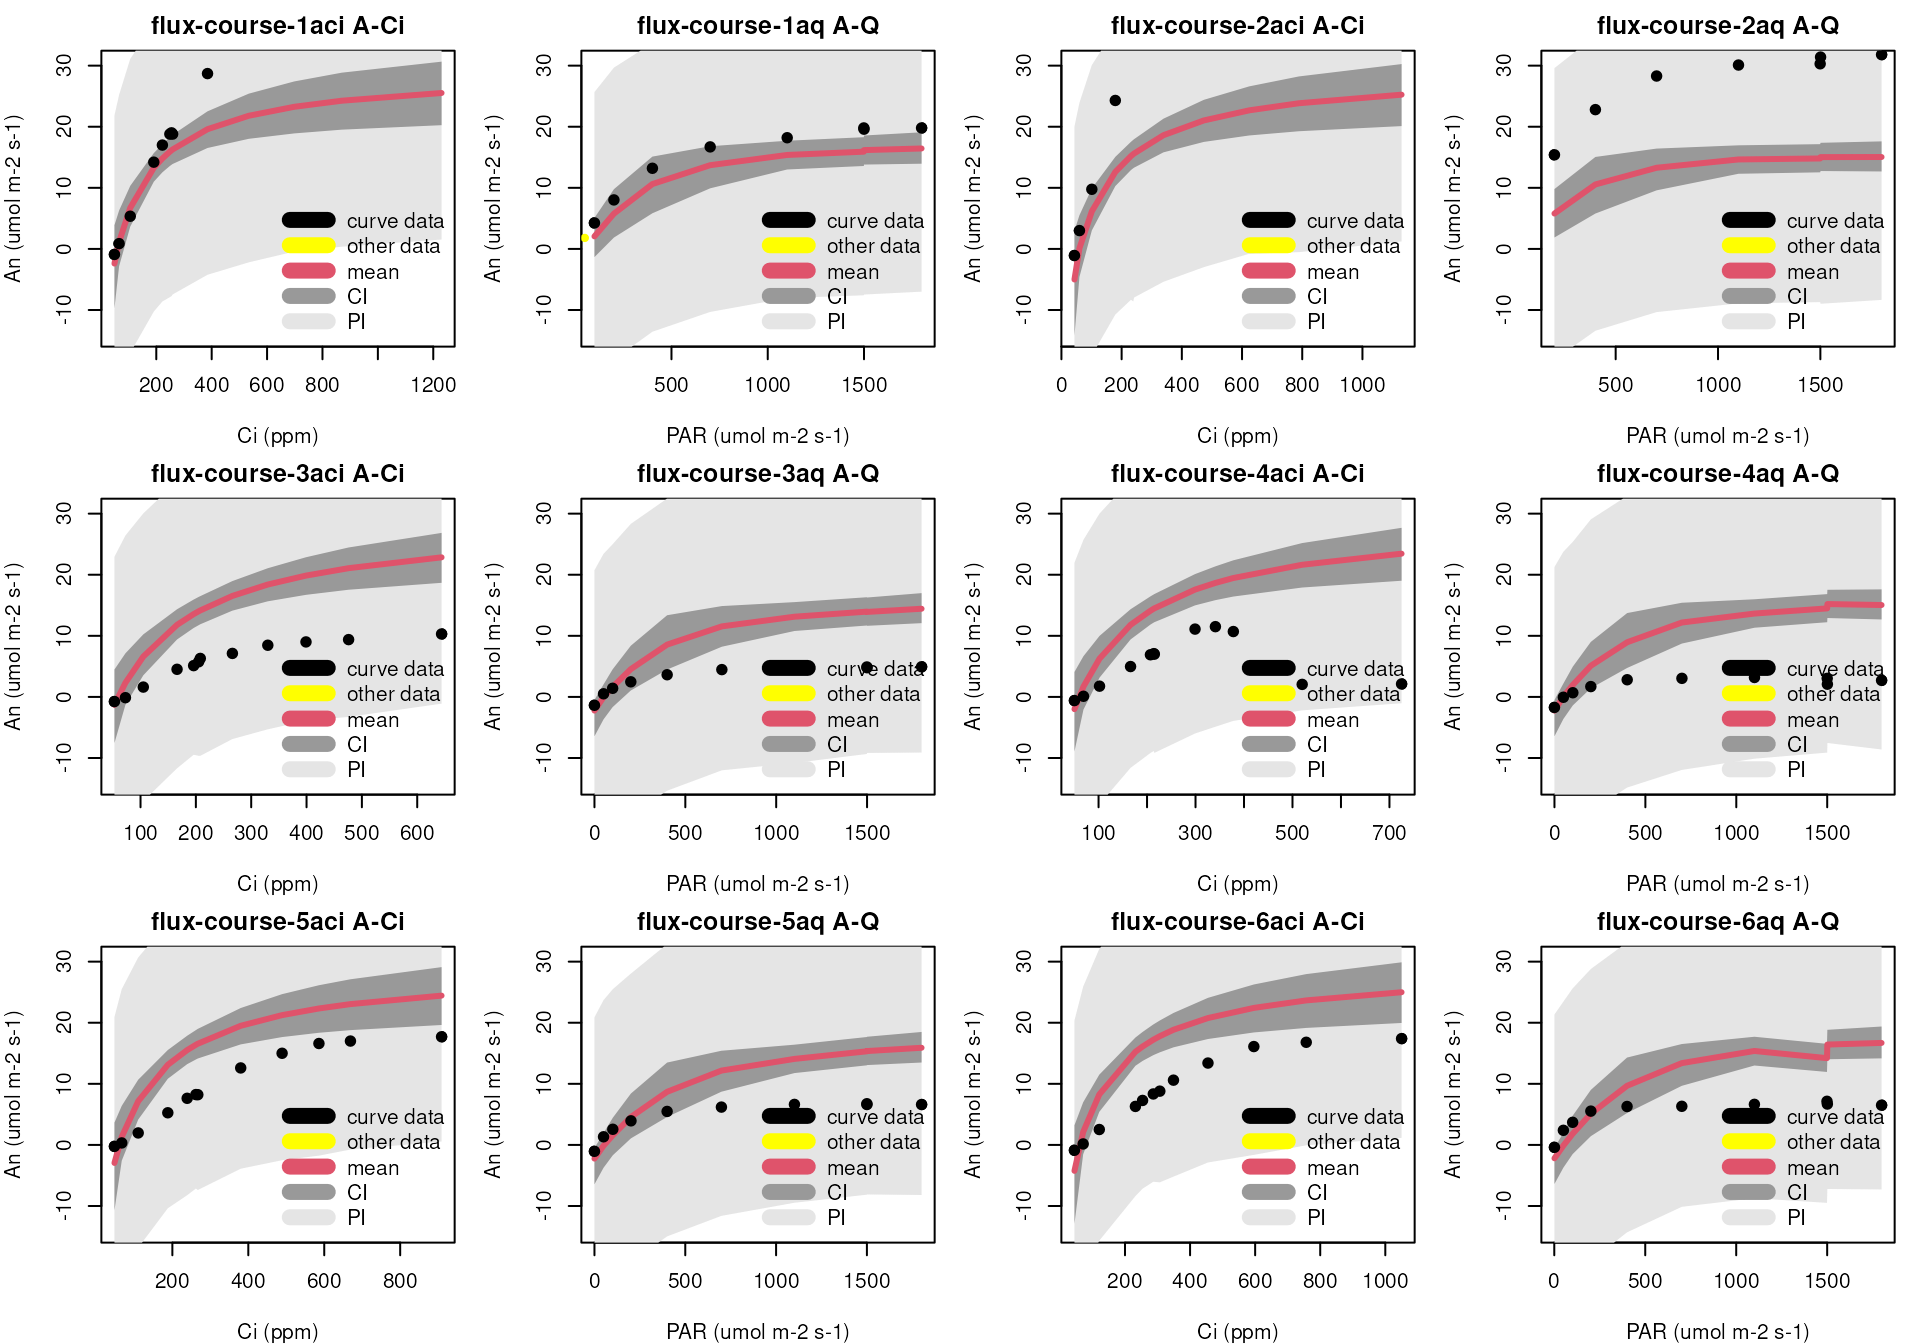 flux-course-1aci A-Ci
An (umol m-2 s-1)
30
20
10
0
-10
curve data
other data
mean
CI
PI
200 400 600 800 1200
Ci (ppm)
flux-course-1aq A-Q
An (umol m-2 s-1)
30
20
10
0
-10
curve data
other data
mean
CI
PI
500 1000 1500
PAR (umol m-2 s-1)
flux-course-2aci A-Ci
An (umol m-2 s-1)
30
20
10
0
-10
curve data
other data
mean
CI
PI
0 200 400 600 800 1000
Ci (ppm)
flux-course-2aq A-Q
An (umol m-2 s-1)
30
20
10
0
-10
curve data
other data
mean
CI
PI
500 1000 1500
PAR (umol m-2 s-1)
flux-course-3aci A-Ci
An (umol m-2 s-1)
30
20
10
0
-10
curve data
other data
mean
CI
PI
100 200 300 400 500 600
Ci (ppm)
flux-course-3aq A-Q
An (umol m-2 s-1)
30
20
10
0
-10
curve data
other data
mean
CI
PI
0 500 1000 1500
PAR (umol m-2 s-1)
flux-course-4aci A-Ci
An (umol m-2 s-1)
30
20
10
0
-10
curve data
other data
mean
CI
PI
100 300 500 700
Ci (ppm)
flux-course-4aq A-Q
An (umol m-2 s-1)
30
20
10
0
-10
curve data
other data
mean
CI
PI
0 500 1000 1500
PAR (umol m-2 s-1)
flux-course-5aci A-Ci
An (umol m-2 s-1)
30
20
10
0
-10
curve data
other data
mean
CI
PI
200 400 600 800
Ci (ppm)
flux-course-5aq A-Q
An (umol m-2 s-1)
30
20
10
0
-10
curve data
other data
mean
CI
PI
0 500 1000 1500
PAR (umol m-2 s-1)
flux-course-6aci A-Ci
An (umol m-2 s-1)
30
20
10
0
-10
curve data
other data
mean
CI
PI
200 400 600 800 1000
Ci (ppm)
flux-course-6aq A-Q
An (umol m-2 s-1)
30
20
10
0
-10
curve data
other data
mean
CI
PI
0 500 1000 1500
PAR (umol m-2 s-1)